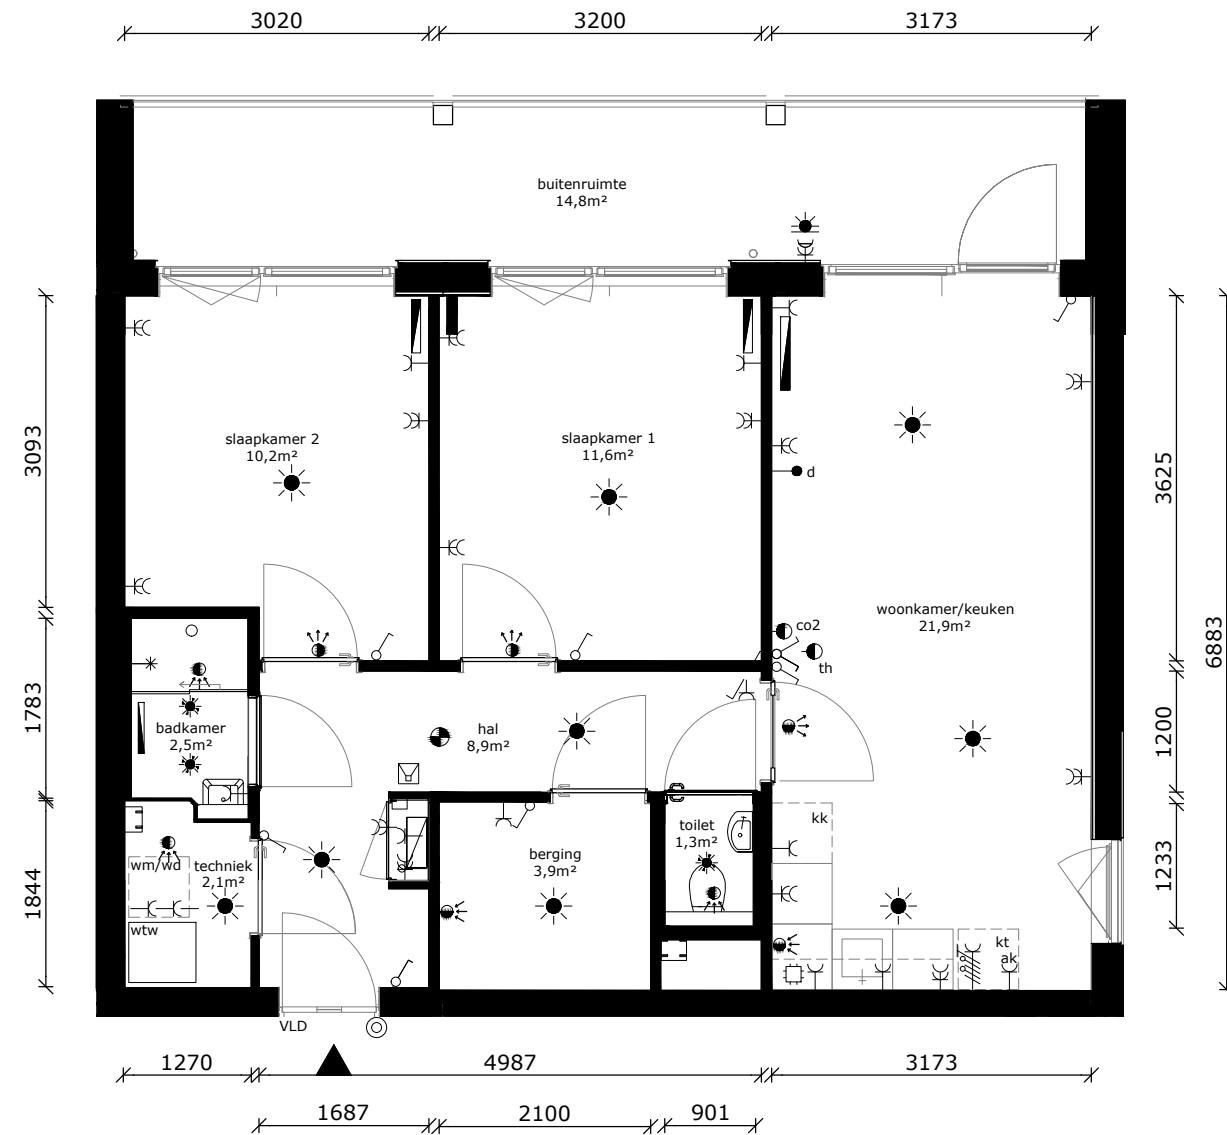 3020
3200
3173
buitenruimte
14,8m²
3093
slaapkamer 2
10,2m²
slaapkamer 1
11,6m²
d
3625
woonkamer/keuken
21,9m²
co2
th
6883
1783
badkamer
2,5m²
hal
8,9m²
1200
kk
toilet
1,3m²
berging
3,9m²
wm/wd
techniek
2,1m²
1844
1233
wtw
kt
ak
VLD
1270
4987
3173
1687
2100
901